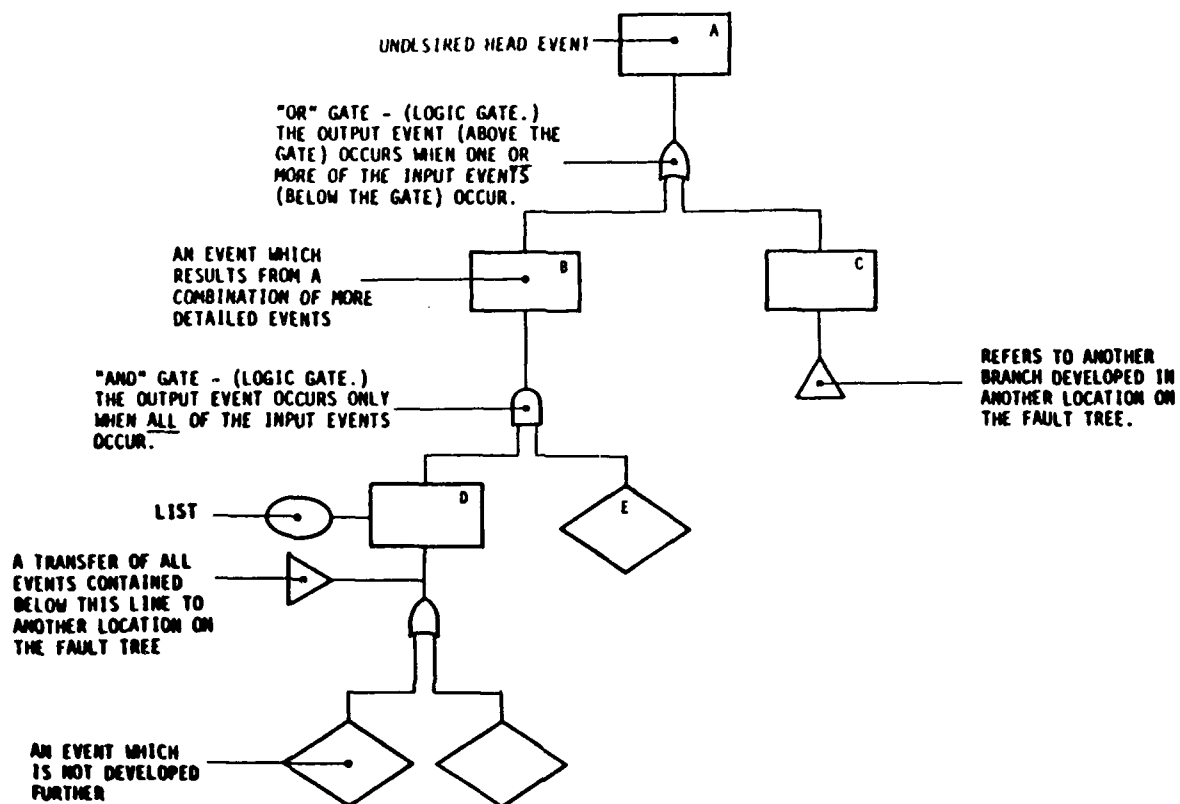 A
UNDESIRED HEAD EVENT
"OR" GATE - (LOGIC GATE.)
THE OUTPUT EVENT (ABOVE THE
GATE) OCCURS WHEN ONE OR
MORE OF THE INPUT EVENTS
(BELOW THE GATE) OCCUR.
AN EVENT WHICH
RESULTS FROM A
COMBINATION OF MORE
DETAILED EVENTS
B
C
"AND" GATE - (LOGIC GATE.)
THE OUTPUT EVENT OCCURS ONLY
WHEN ALL OF THE INPUT EVENTS
OCCUR.
REFERS TO ANOTHER
BRANCH DEVELOPED IN
ANOTHER LOCATION ON
THE FAULT TREE.
D
E
LIST
A TRANSFER OF ALL
EVENTS CONTAINED
BELOW THIS LINE TO
ANOTHER LOCATION ON
THE FAULT TREE
AN EVENT WHICH
IS NOT DEVELOPED
FURTHER